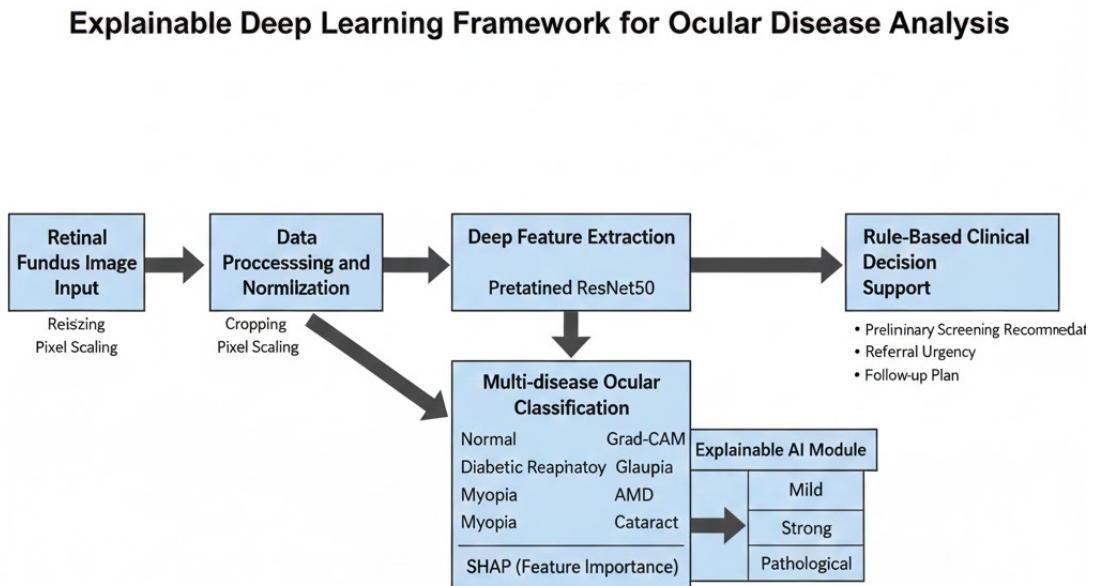 Explainable Deep Learning Framework for Ocular Disease Analysis
Retinal
Fundus Image
Input
Reiszing
Pixel Scaling
Data
Proccesssing and
Normlization
Cropping
Pixel Scaling
Deep Feature Extraction
Pretatined ResNet50
Rule-Based Clinical
Decision
Support
• Prelininary Screening Recomnedat
• Referral Urgency
• Follow-up Plan
Multi-disease Ocular
Classification
Normal Grad-CAM
Diabetic Reaphatoy Glaupia
Myopia AMD
Myopia Cataract
SHAP (Feature Importance)
Explainable AI Module
Mild
Strong
Pathological